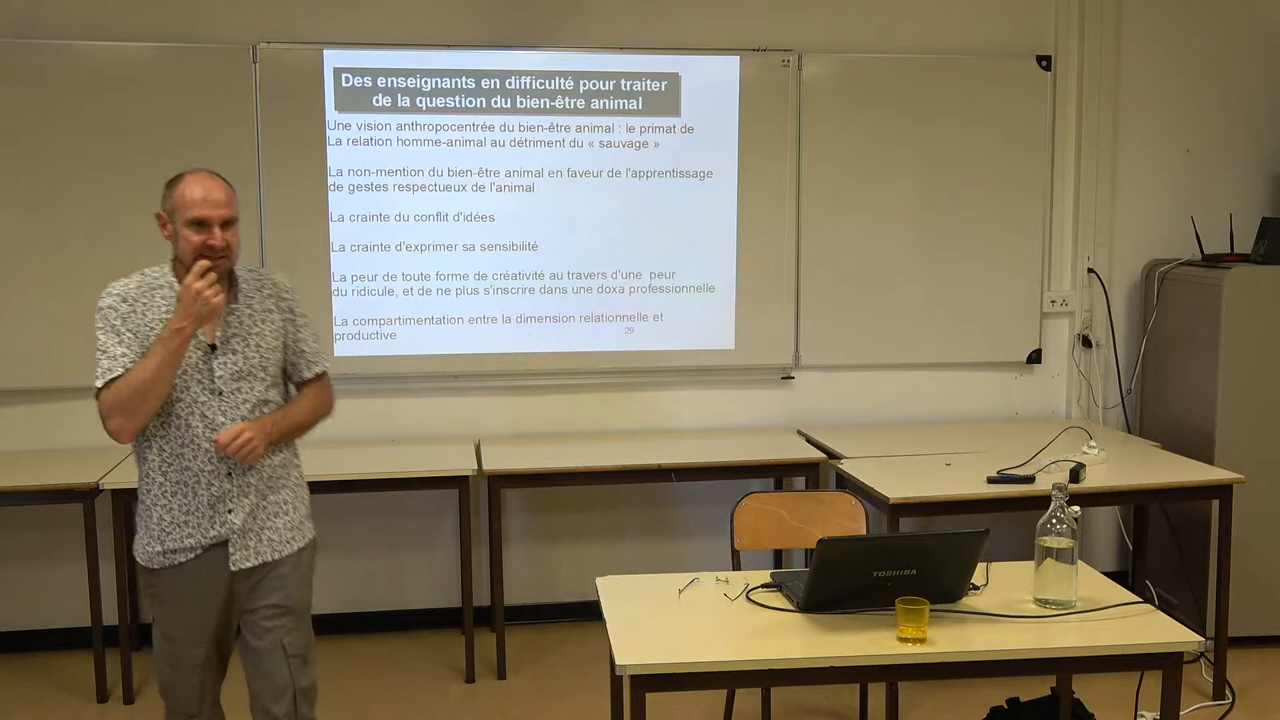 Des enseignants en difficulté pour traiter
de la question du bien-être animal
Une vision anthropocentrée du bien-être animal : le primat de
La relation homme-animal au détriment du « sauvage »
La non-mention du bien-être animal en faveur de l'apprentissage
de gestes respectueux de l'animal
La crainte du conflit d'idées
La crainte d'exprimer sa sensibilité
La peur de toute forme de créativité au travers d'une peur
du ridicule, et de ne plus s'inscrire dans une doxa professionnelle
La compartimentation entre la dimension relationnelle et
productive
29
TOSHIBA